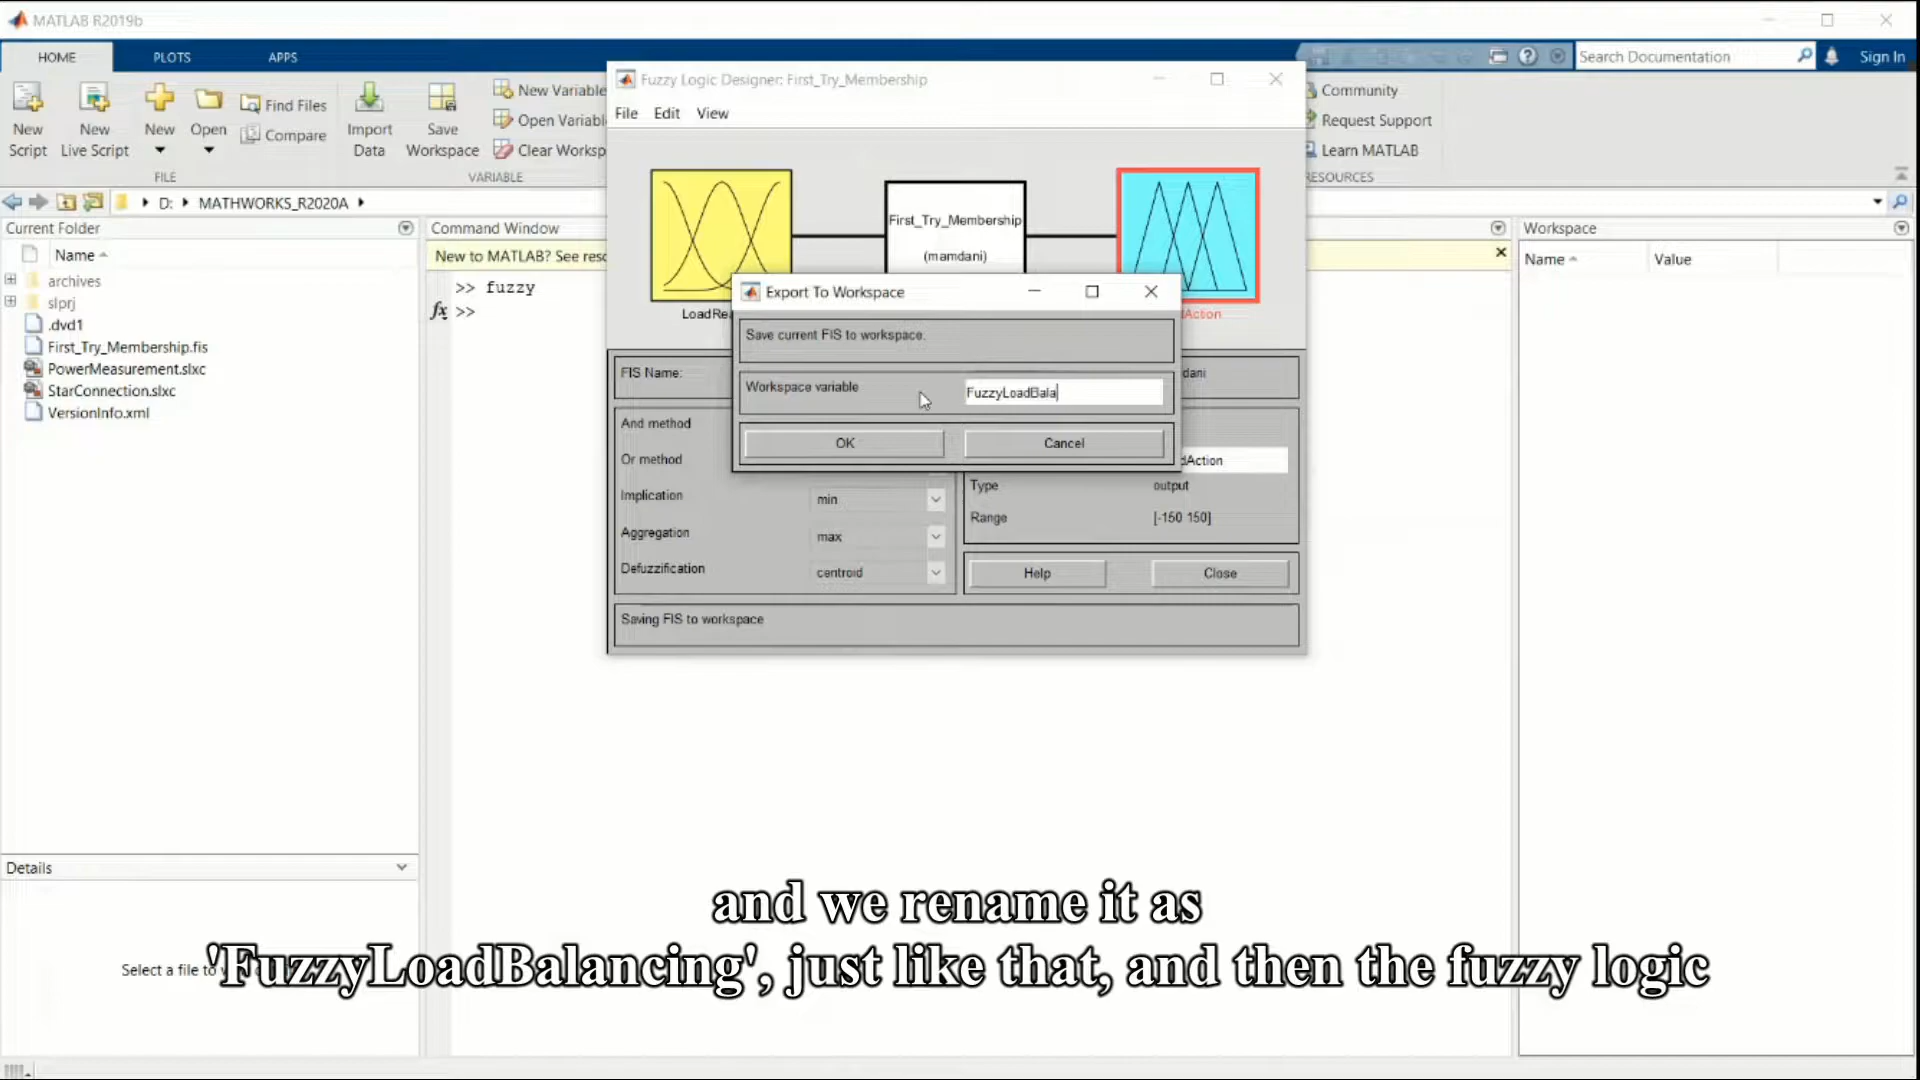 MATLAB R2019b
HOME
PLOTS
APPS
Search Documentation
Sign In
New Script
New Live Script
New
Open
Find Files
Compare
Import Data
Save Workspace
New Variable
Open Variabl
Clear Worksp
FILE
VARIABLE
Community
Request Support
Learn MATLAB
RESOURCES
D:
MATHWORKS_R2020A
Current Folder
Name
archives
slprj
.dvd1
First_Try_Membership.fis
PowerMeasurement.slxc
StarConnection.slxc
VersionInfo.xml
Details
Select a file to
Command Window
New to MATLAB? See resc
>> fuzzy
fx >>
Workspace
Name
Value
Fuzzy Logic Designer: First_Try_Membership
File
Edit
View
First_Try_Membership
(mamdani)
LoadRea
Action
FIS Name:
dani
And method
Or method
Implication
min
Aggregation
max
Defuzzification
centroid
dAction
Type
output
Range
[-150 150]
Help
Close
Saving FIS to workspace
Export To Workspace
Save current FIS to workspace.
Workspace variable
FuzzyLoadBala
OK
Cancel
and we rename it as
'FuzzyLoadBalancing', just like that, and then the fuzzy logic